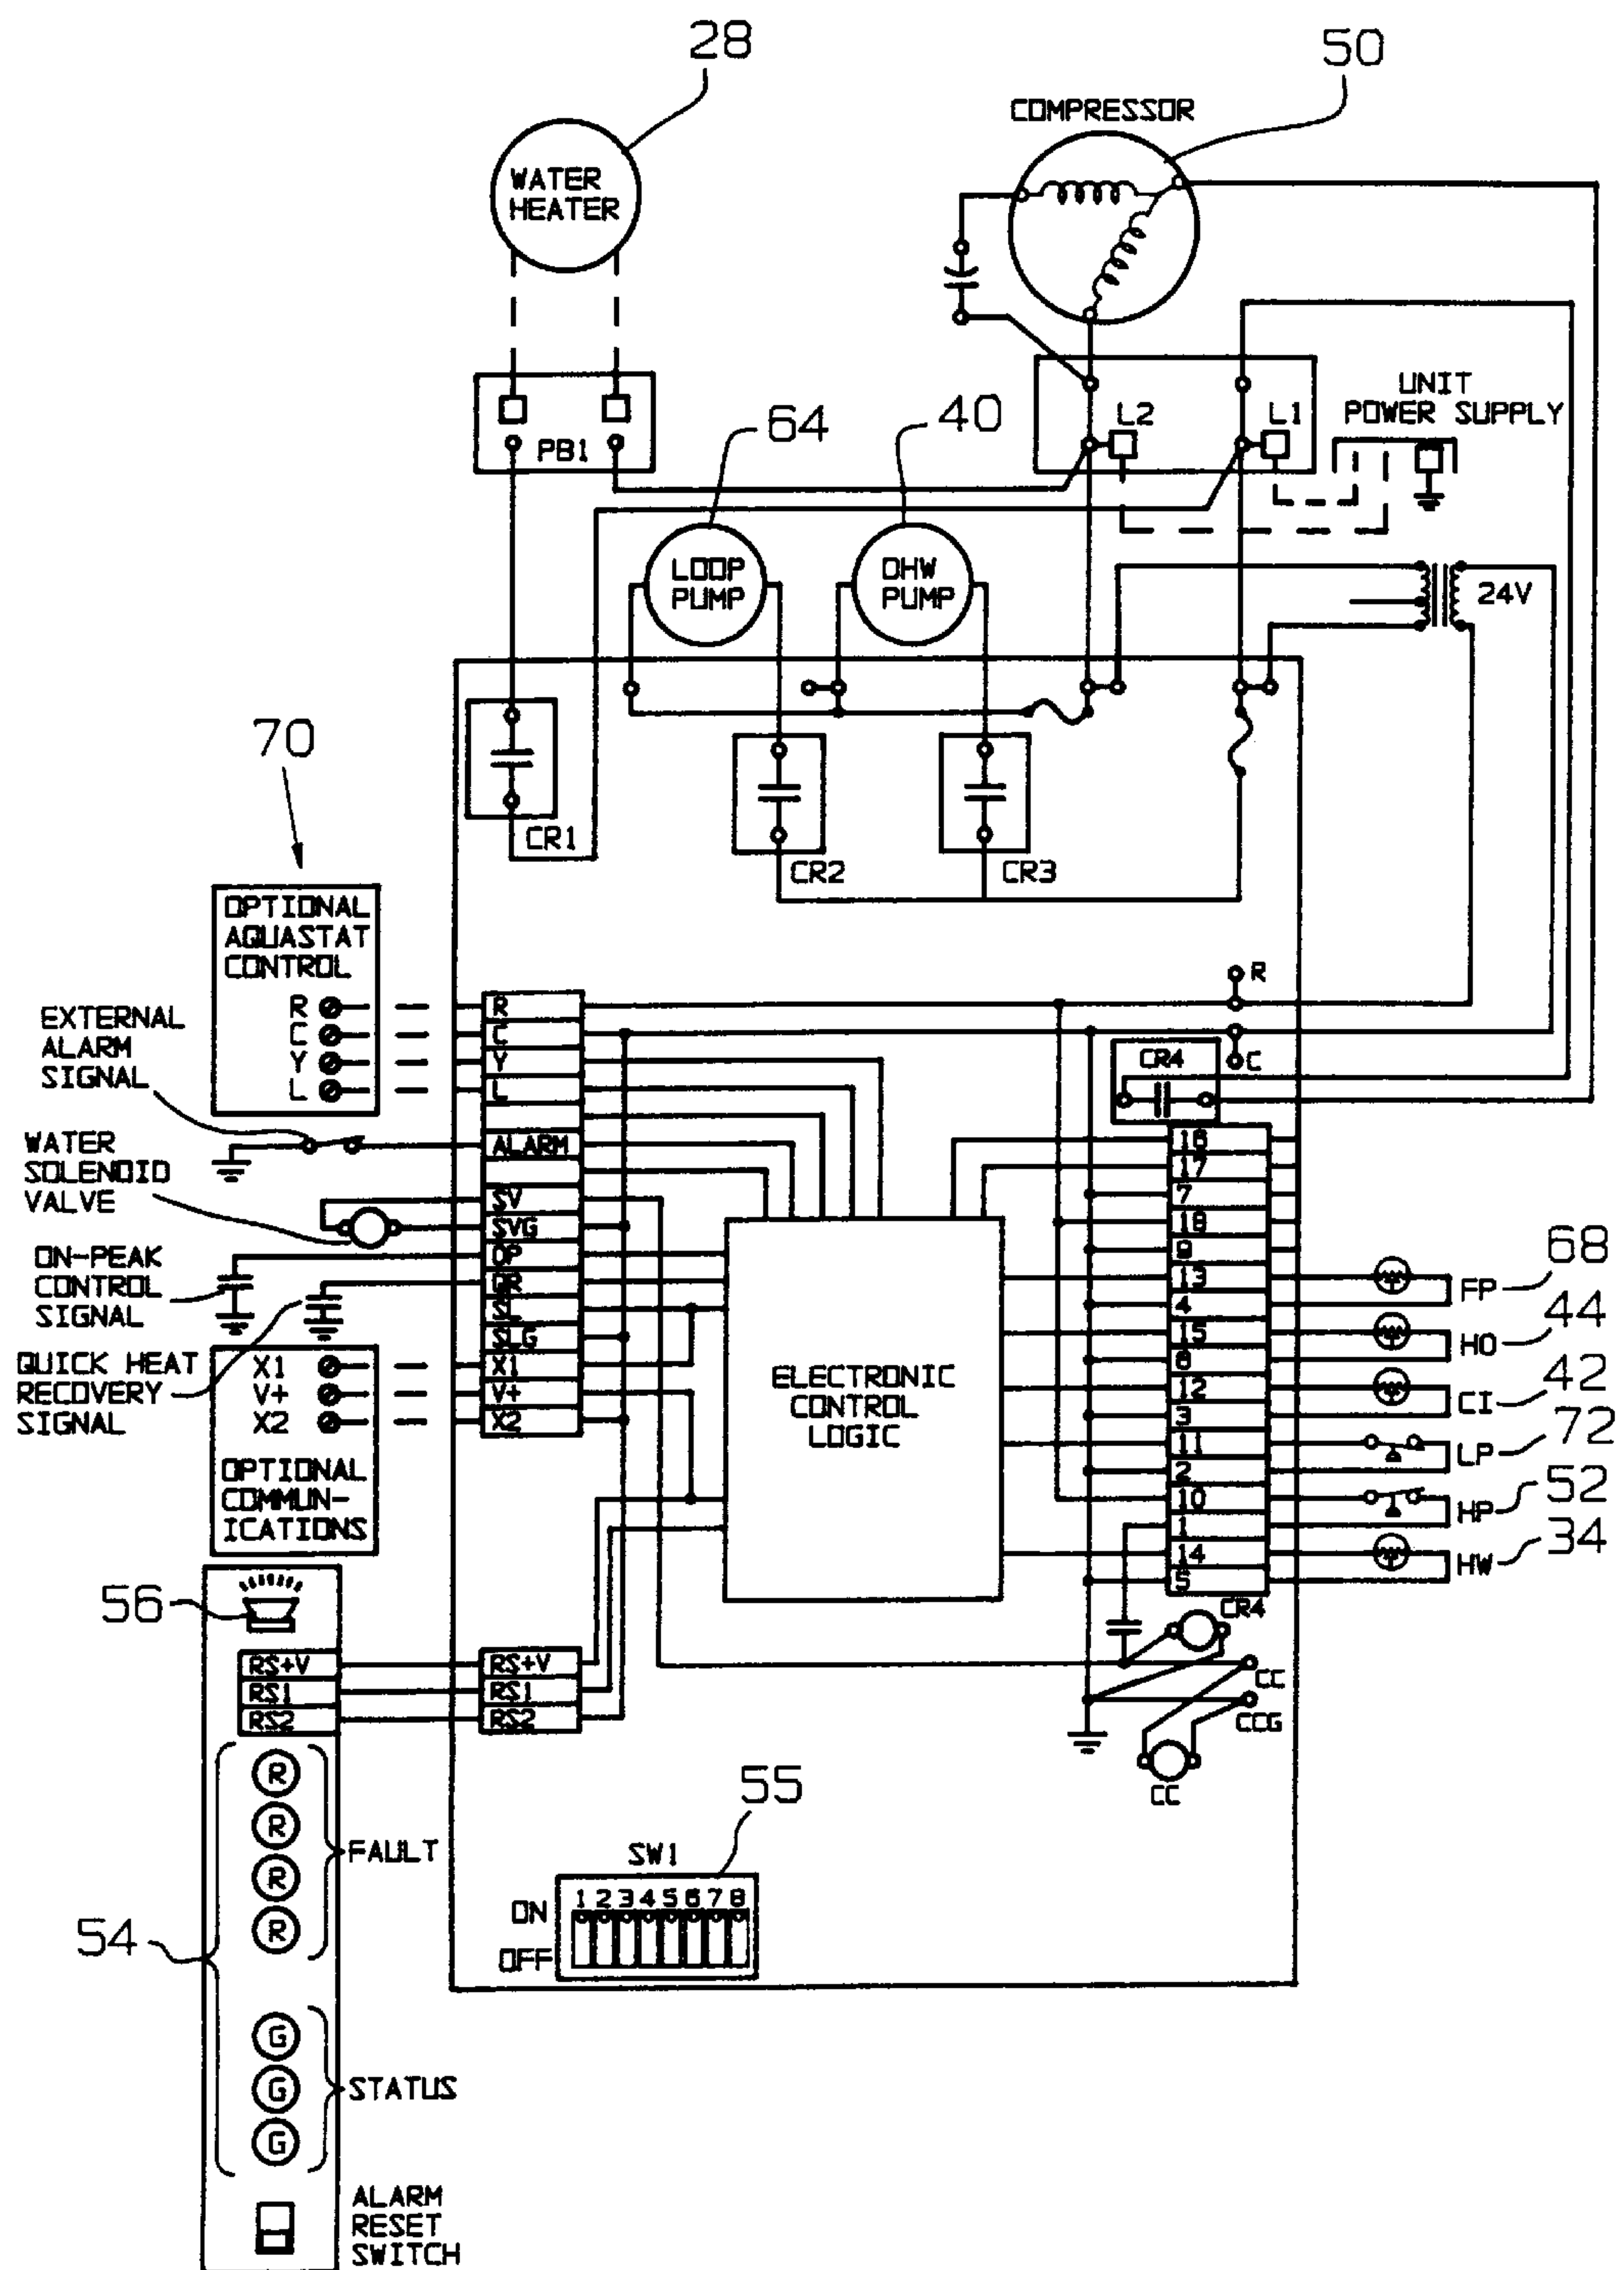 28
50
COMPRESSOR
WATER
HEATER
UNIT
POWER SUPPLY
L2
L1
PB1
64
40
LOOP
PUMP
DHW
PUMP
24V
70
CR1
CR2
CR3
OPTIONAL
AQUASTAT
CONTROL
R
C
Y
L
EXTERNAL
ALARM
SIGNAL
R
C
Y
L
ALARM
SV
SVG
OP
QR
ZLG
X1
V+
X2
R
C
CR4
WATER
SOLENOID
VALVE
ON-PEAK
CONTROL
SIGNAL
QUICK HEAT
RECOVERY
SIGNAL
X1
V+
X2
OPTIONAL
COMMUN-
ICATIONS
ELECTRONIC
CONTROL
LOGIC
16
17
7
18
9
13
4
15
6
12
3
11
2
10
1
14
5
FP
68
HO
44
CI
42
LP
72
HP
52
HW
34
CR4
CC
CCG
CC
56
RS+V
RS1
RS2
RS+V
RS1
RS2
R
R
R
R
FAULT
54
G
G
G
STATUS
ALARM
RESET
SWITCH
55
SW1
1 2 3 4 5 6 7 8
ON
OFF